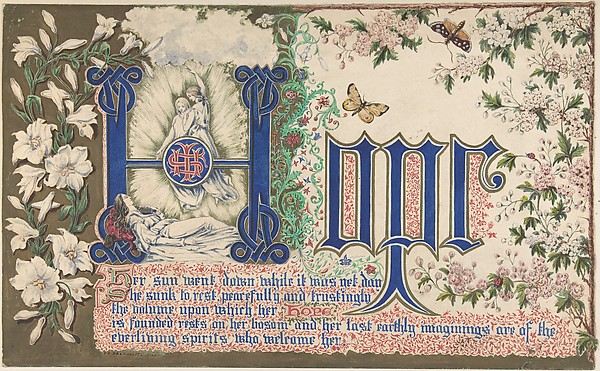 Hope
Her sun went down while it was yet day
She sunk to rest peacefully and trustingly
the volume upon which her hope
is founded rests on her bosom and her last earthly imaginings are of the
everliving spirits who welcome her